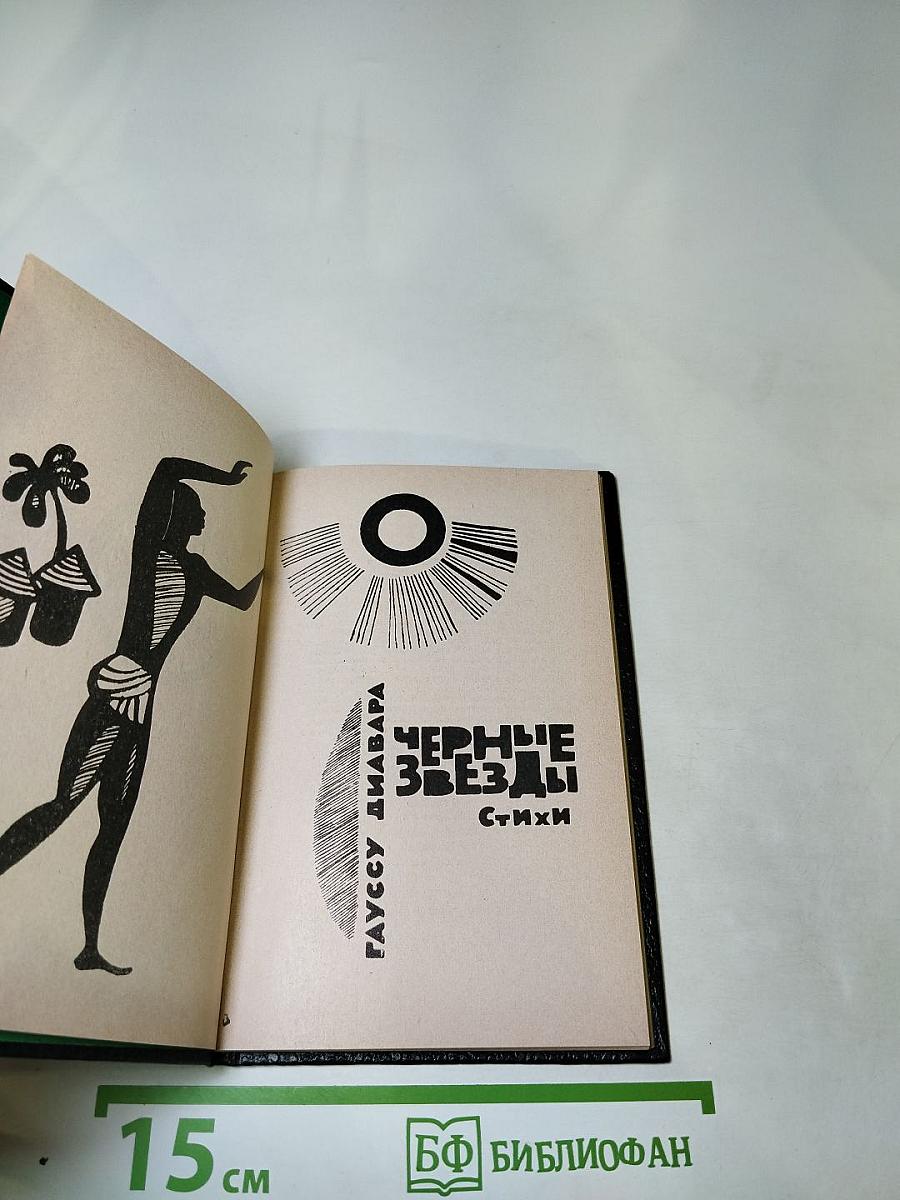 ГАУССУ ДИАВАРА
ЧЕРНЫЕ
ЗВЕЗДЫ
Стихи
15 см
БФ БИБЛИОФАН